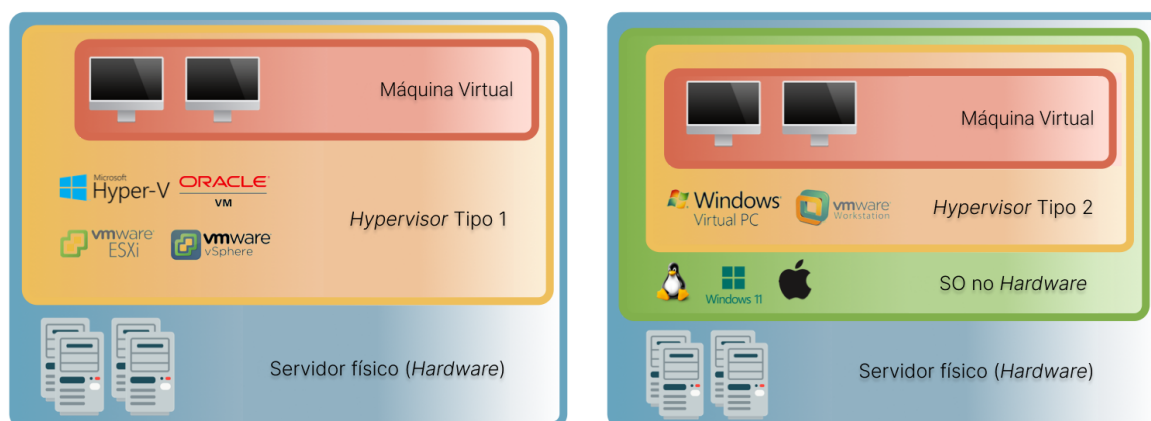 Máquina Virtual
Microsoft
Hyper-V
ORACLE
VM
Hypervisor Tipo 1
vmware
ESXi
vmware
vSphere
Servidor físico (Hardware)
Máquina Virtual
Windows
Virtual PC
vmware
Workstation
Hypervisor Tipo 2
Windows 11
SO no Hardware
Servidor físico (Hardware)